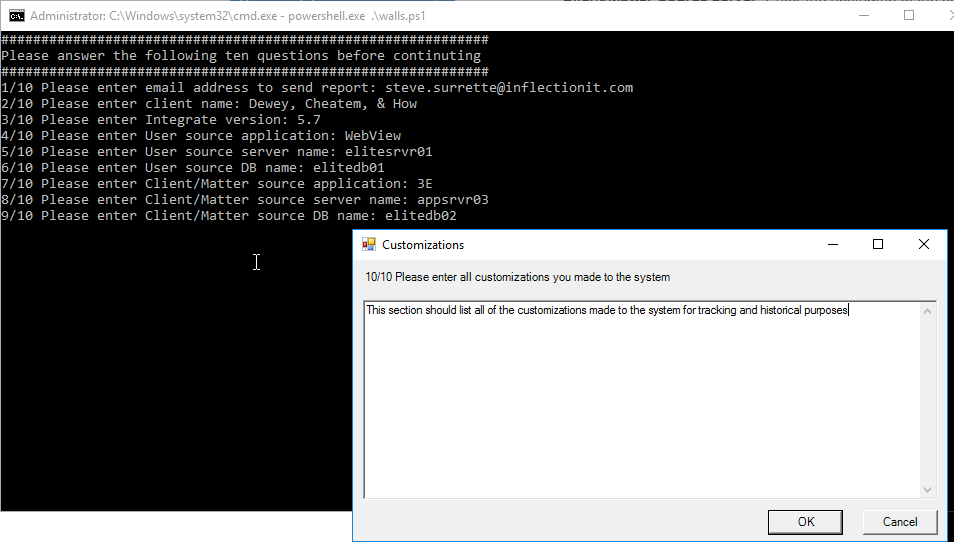 Administrator: C:\Windows\system32\cmd.exe - powershell.exe .\walls.ps1
#############################################################
Please answer the following ten questions before continuting
#############################################################
1/10 Please enter email address to send report: steve.surrette@inflectionit.com
2/10 Please enter client name: Dewey, Cheatem, & How
3/10 Please enter Integrate version: 5.7
4/10 Please enter User source application: WebView
5/10 Please enter User source server name: elitesrvr01
6/10 Please enter User source DB name: elitedb01
7/10 Please enter Client/Matter source application: 3E
8/10 Please enter Client/Matter source server name: appsrvr03
9/10 Please enter Client/Matter source DB name: elitedb02
Customizations
10/10 Please enter all customizations you made to the system
This section should list all of the customizations made to the system for tracking and historical purposes
OK Cancel